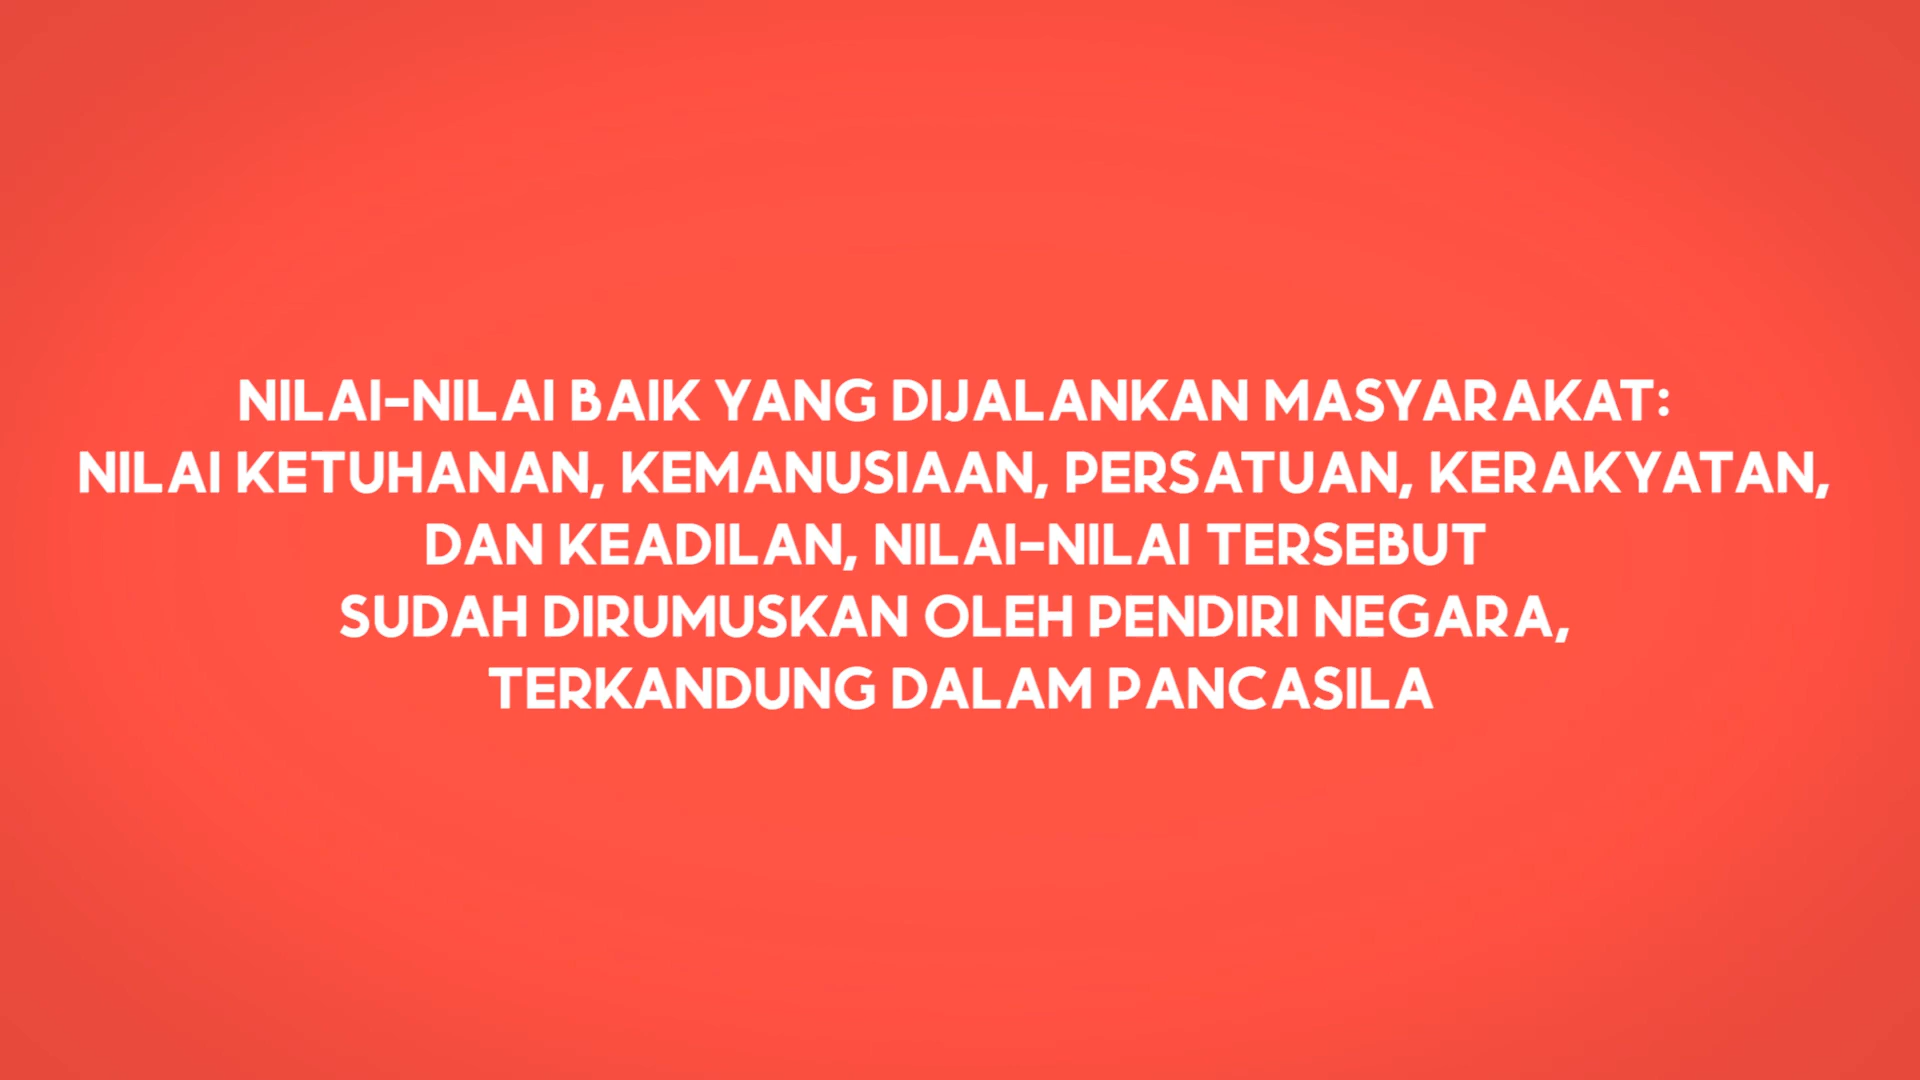 NILAI-NILAI BAIK YANG DIJALANKAN MASYARAKAT:
NILAI KETUHANAN, KEMANUSIAAN, PERSATUAN, KERAKYATAN,
DAN KEADILAN, NILAI-NILAI TERSEBUT
SUDAH DIRUMUSKAN OLEH PENDIRI NEGARA,
TERKANDUNG DALAM PANCASILA